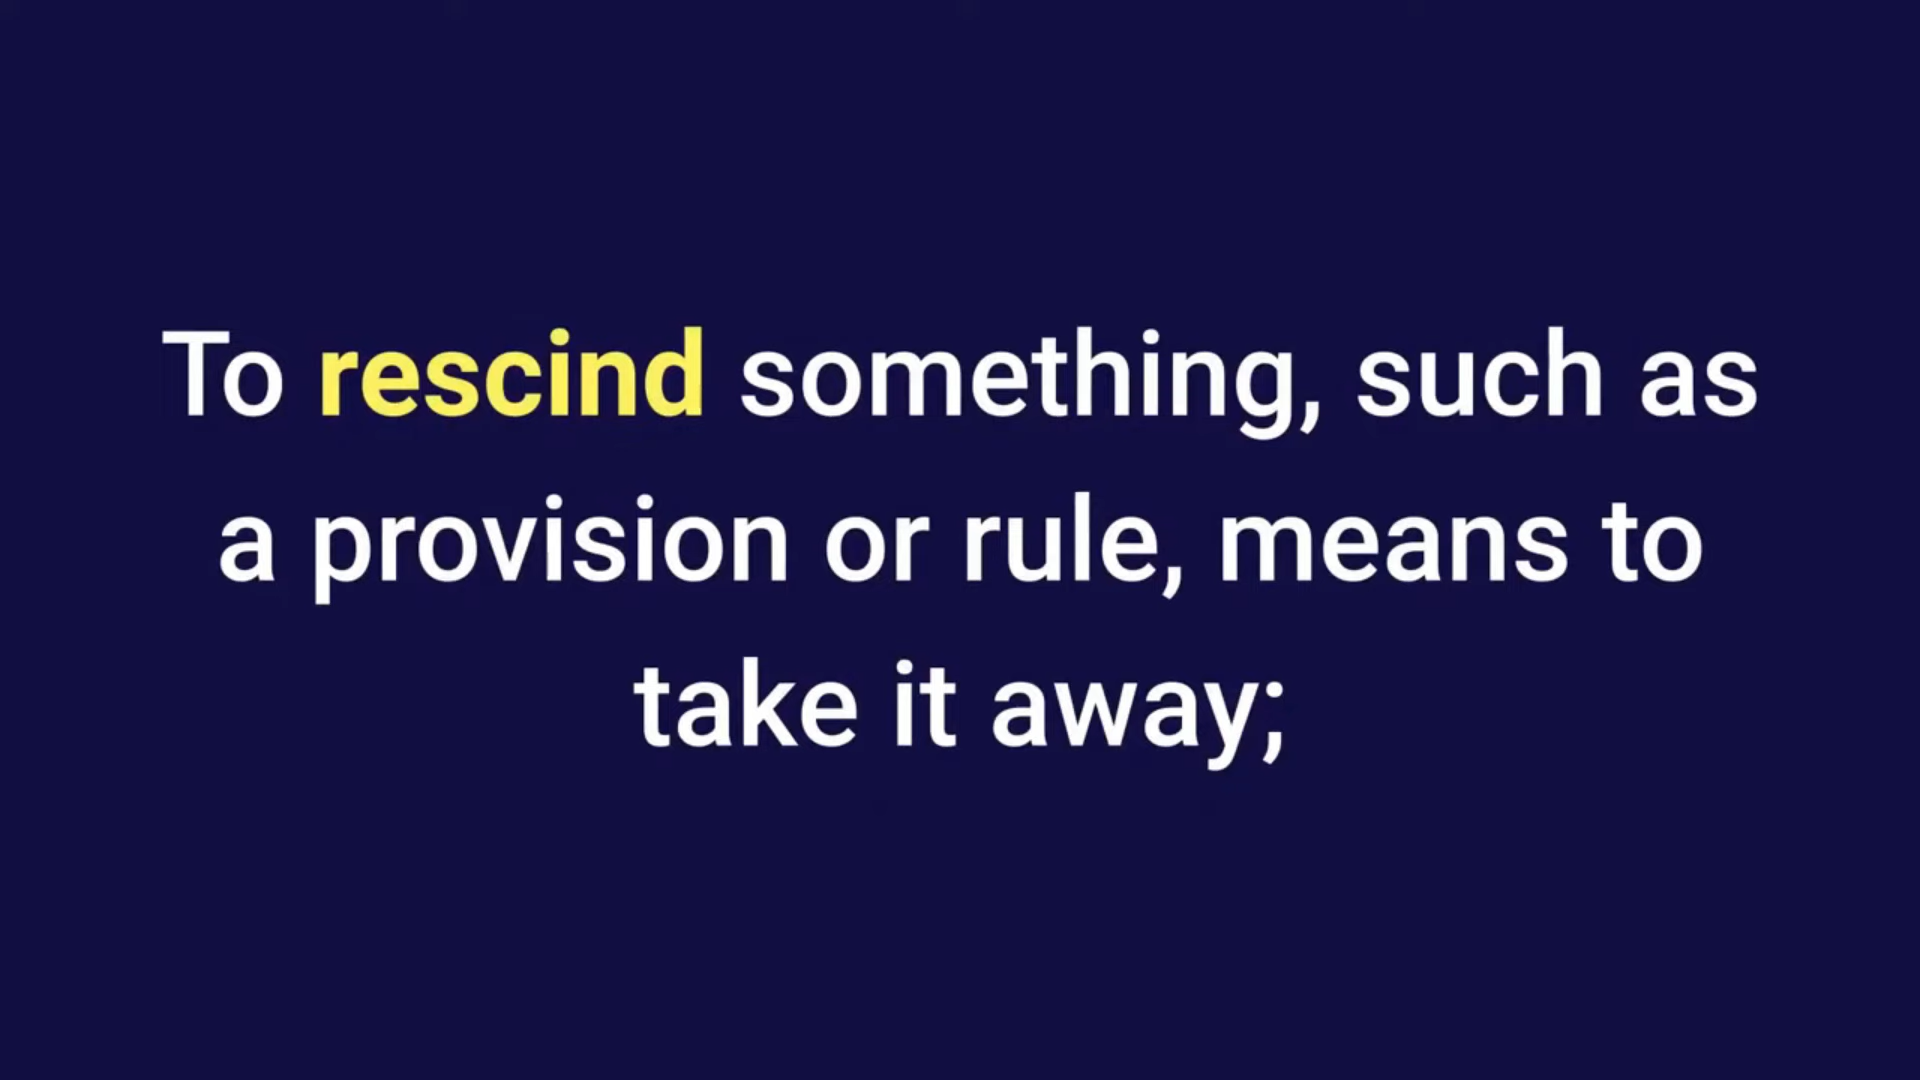 To rescind something, such as
a provision or rule, means to
take it away;